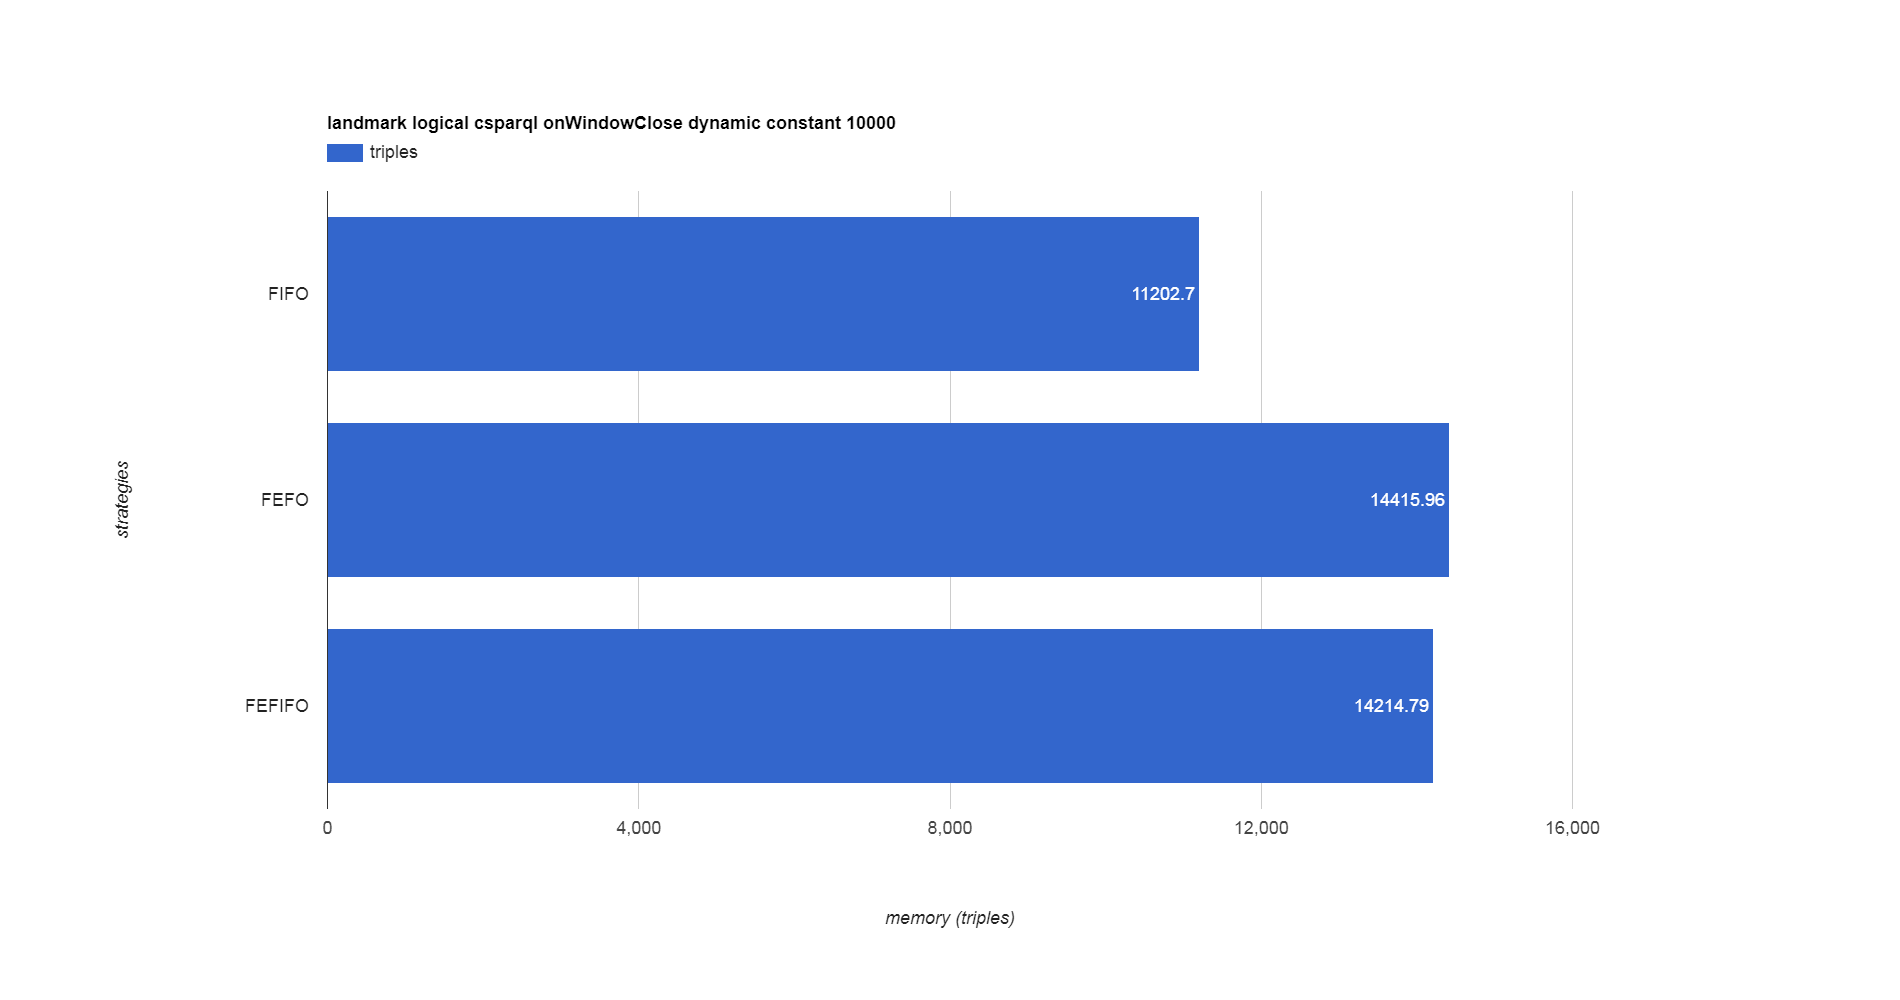 landmark logical csparql onWindowClose dynamic constant 10000
triples
FIFO
11202.7
FEFO
14415.96
FEFIFO
14214.79
strategies
0
4,000
8,000
12,000
16,000
memory (triples)